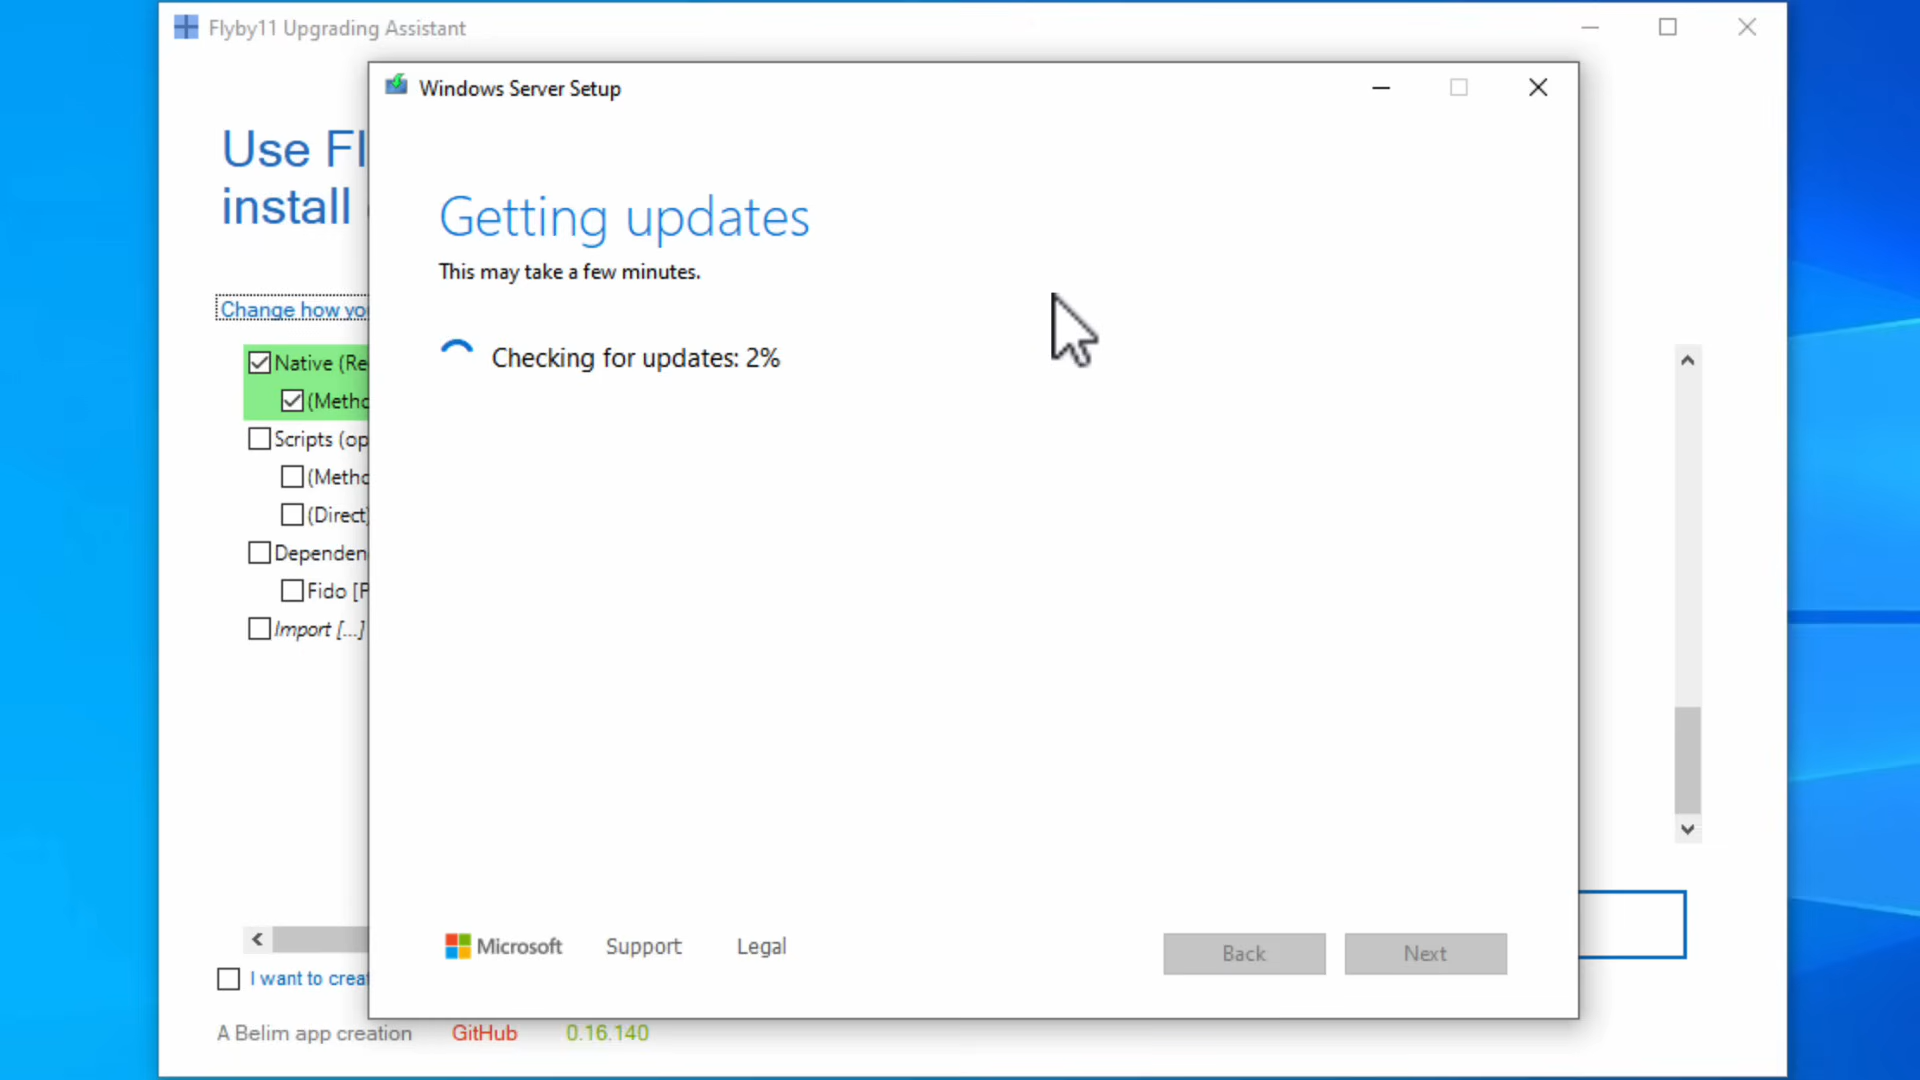 Flyby11 Upgrading Assistant
Windows Server Setup
Use Fl
install
Getting updates
This may take a few minutes.
Change how yo
Checking for updates: 2%
Native (Re
(Metho
Scripts (op
(Metho
(Direct)
Dependen
Fido [P
Import [...]
Microsoft
Support
Legal
Back
Next
I want to crea
A Belim app creation
GitHub
0.16.140